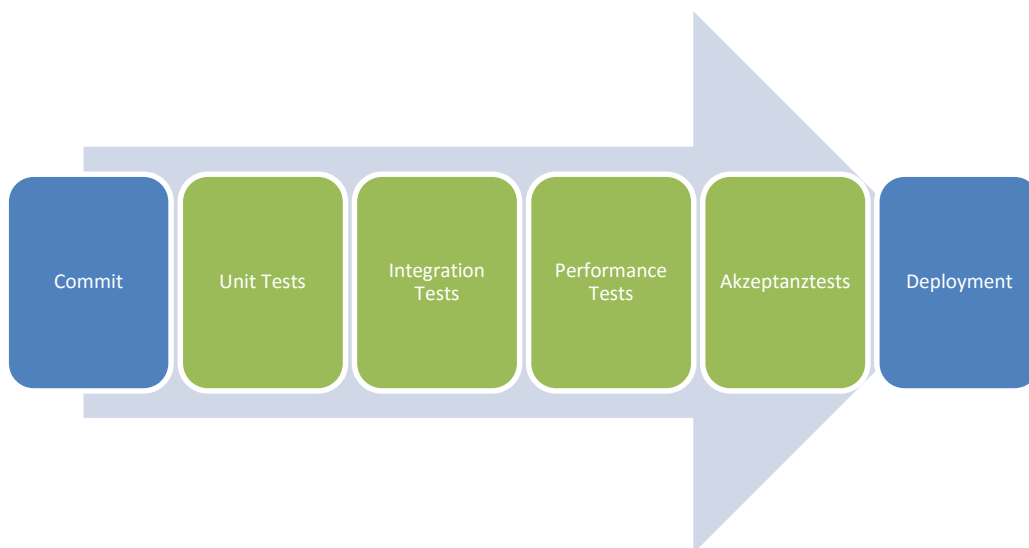 Commit
Unit Tests
Integration
Tests
Performance
Tests
Akzeptanztests
Deployment